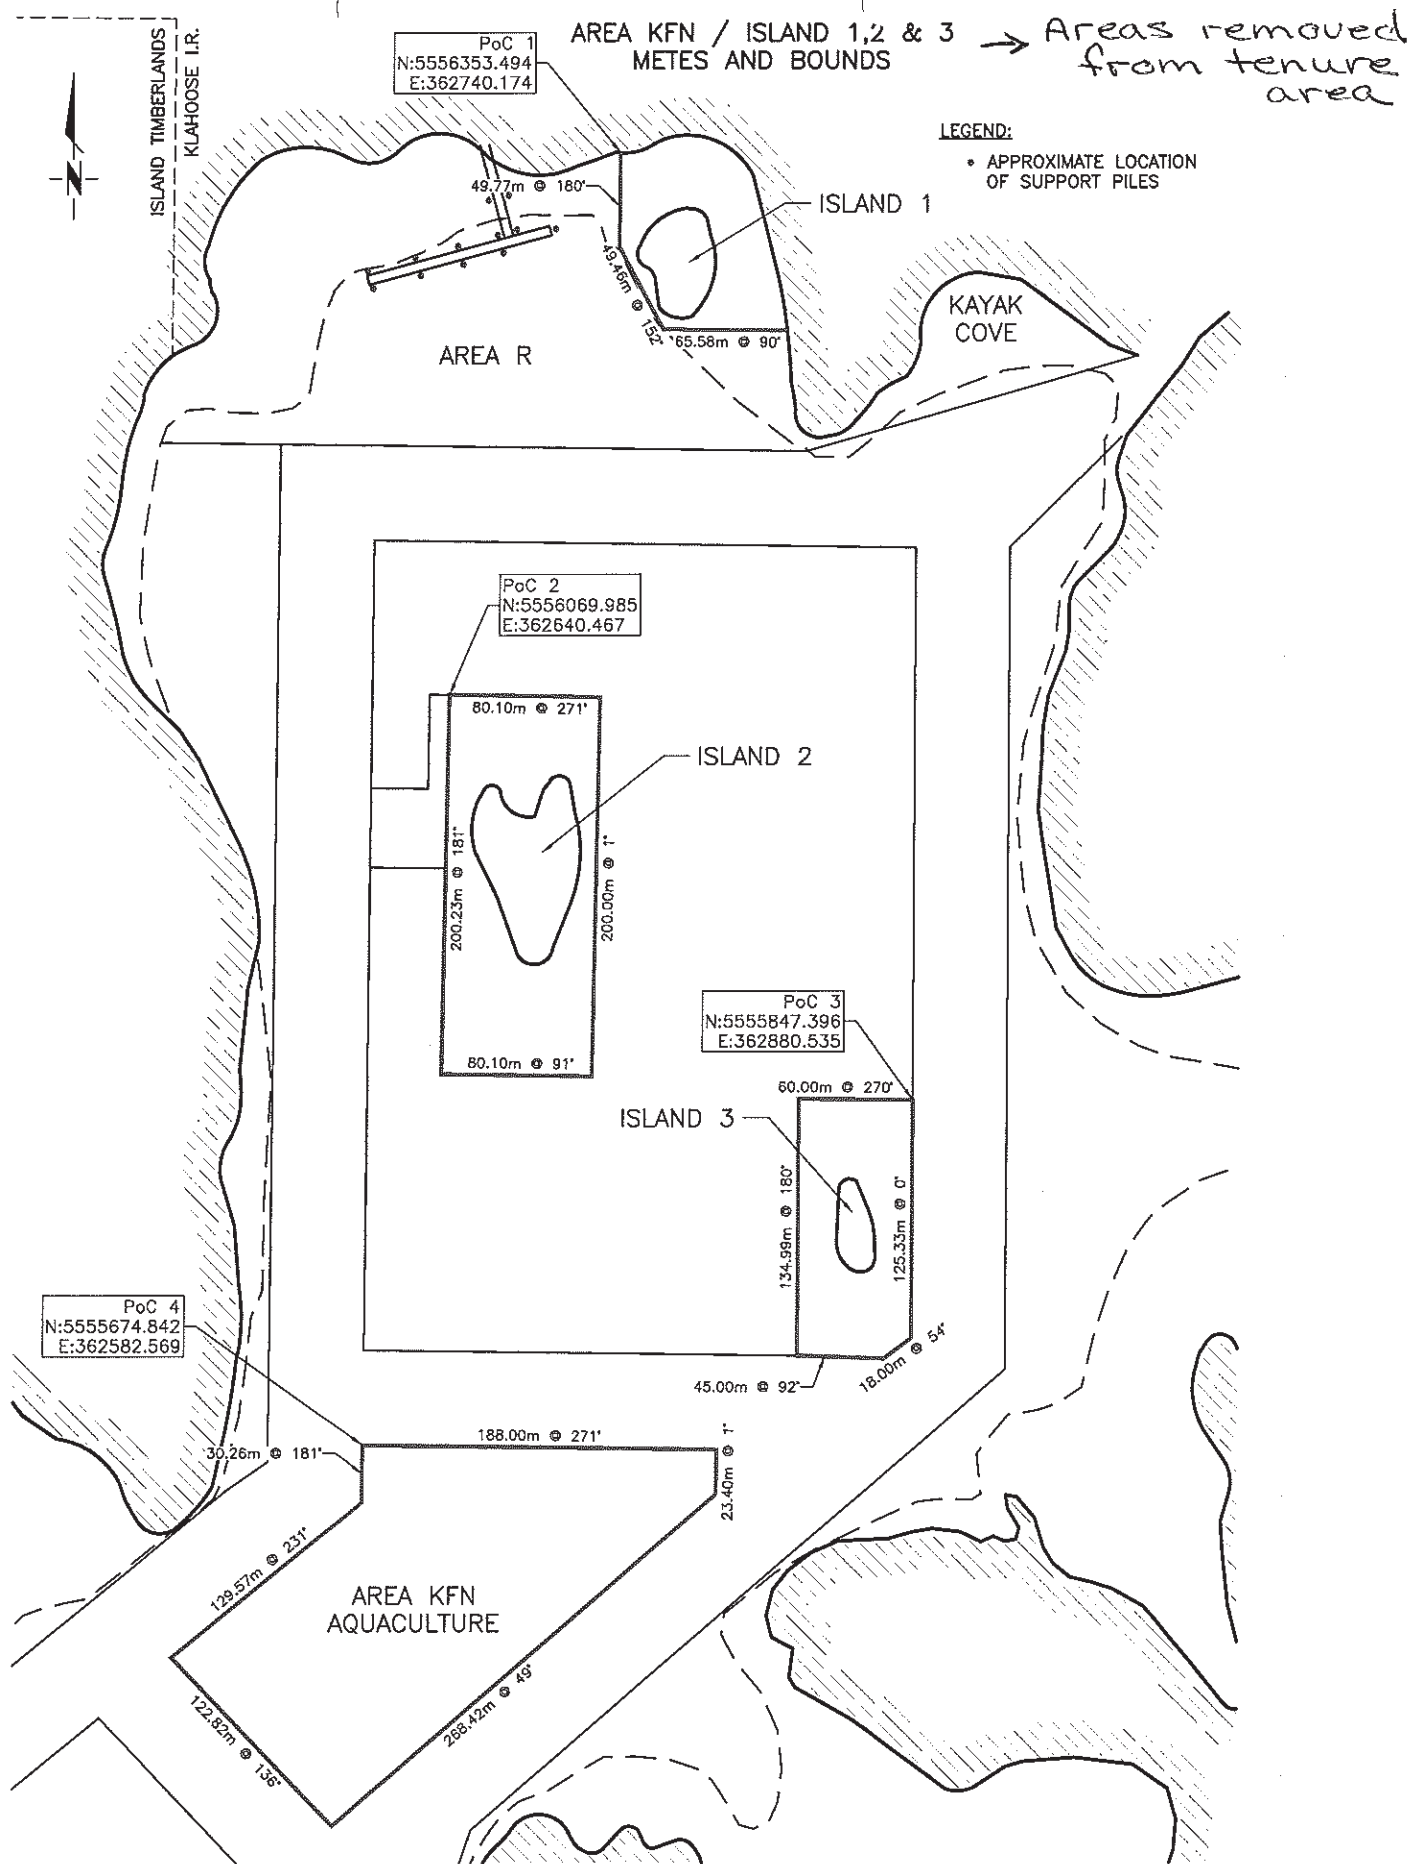 AREA KFN / ISLAND 1,2 & 3
METES AND BOUNDS
→ Areas removed
from tenure
area
PoC 1
N:5556353.494
E:362740.174
ISLAND TIMBERLANDS
KLAHOOSE I.R.
N
LEGEND:
• APPROXIMATE LOCATION
OF SUPPORT PILES
49.77m @ 180°
ISLAND 1
49.46m @ 152°
65.58m @ 90°
KAYAK
COVE
AREA R
PoC 2
N:5556069.985
E:362640.467
80.10m @ 271°
ISLAND 2
200.23m @ 181°
200.00m @ 1°
80.10m @ 91°
PoC 3
N:5555847.396
E:362880.535
60.00m @ 270°
ISLAND 3
134.99m @ 180°
125.33m @ 0°
18.00m @ 54°
45.00m @ 92°
PoC 4
N:5555674.842
E:362582.569
188.00m @ 271°
30.26m @ 181°
23.40m @ 1°
129.57m @ 231°
AREA KFN
AQUACULTURE
268.42m @ 49°
122.82m @ 136°